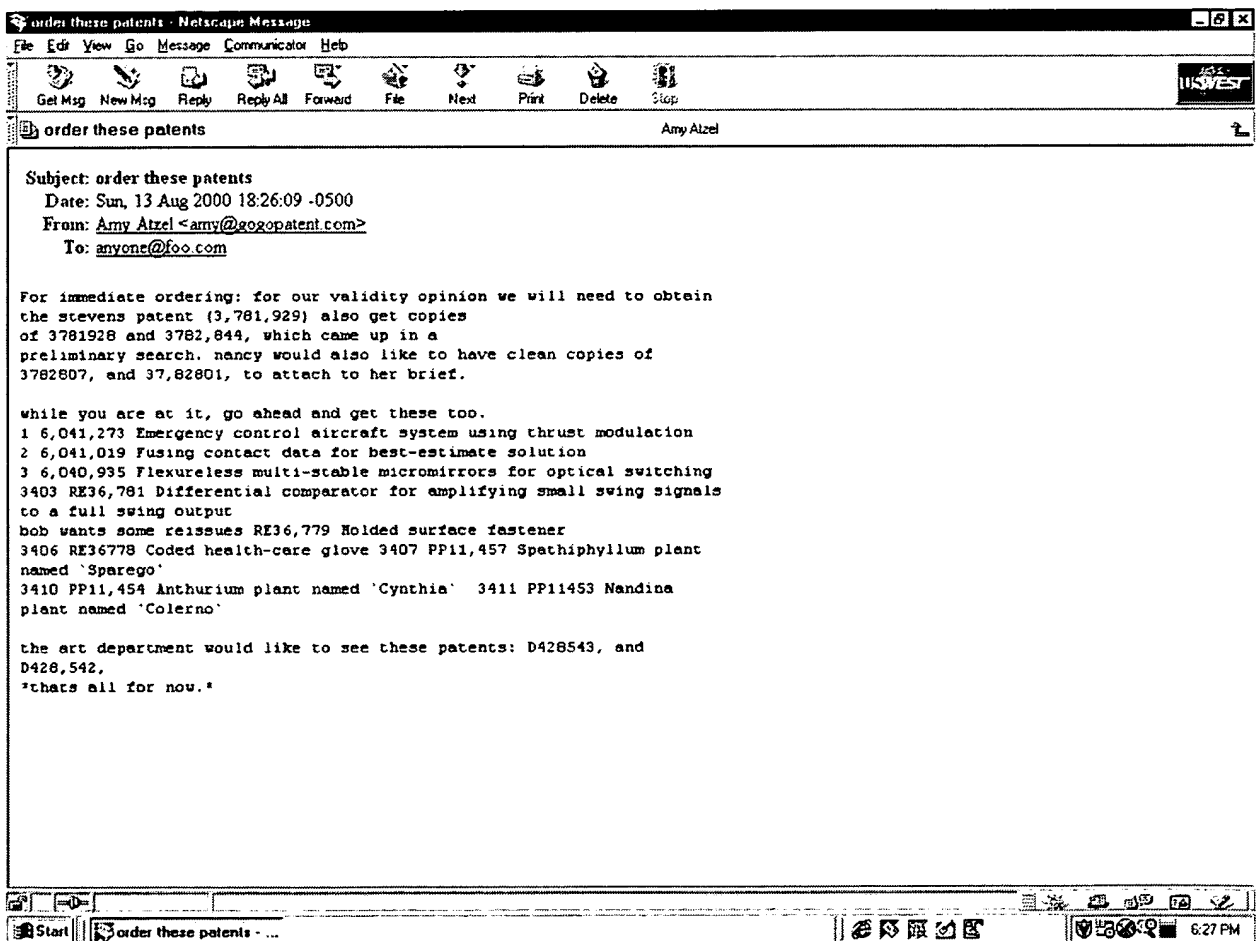 order these patents - Netscape Message
File Edit View Go Message Communicator Help
Get Msg New Msg Reply Reply All Forward File Next Print Delete Stop
USWEST
order these patents Amy Atzel
Subject: order these patents
Date: Sun, 13 Aug 2000 18:26:09 -0500
From: Amy Atzel <amy@gogopatent.com>
To: anyone@foo.com
For immediate ordering: for our validity opinion we will need to obtain
the stevens patent (3,781,929) also get copies
of 3781928 and 3782,844, which came up in a
preliminary search. nancy would also like to have clean copies of
3782807, and 37,82801, to attach to her brief.
while you are at it, go ahead and get these too.
1 6,041,273 Emergency control aircraft system using thrust modulation
2 6,041,019 Fusing contact data for best-estimate solution
3 6,040,935 Flexureless multi-stable micromirrors for optical switching
3403 RE36,781 Differential comparator for amplifying small swing signals
to a full swing output
bob wants some reissues RE36,779 Molded surface fastener
3406 RE36778 Coded health-care glove 3407 PP11,457 Spathiphyllum plant
named `Sparego`
3410 PP11,454 Anthurium plant named `Cynthia` 3411 PP11453 Nandina
plant named `Colerno`
the art department would like to see these patents: D428543, and
D428,542,
*thats all for now.*
Start order these patents - ... 6:27 PM